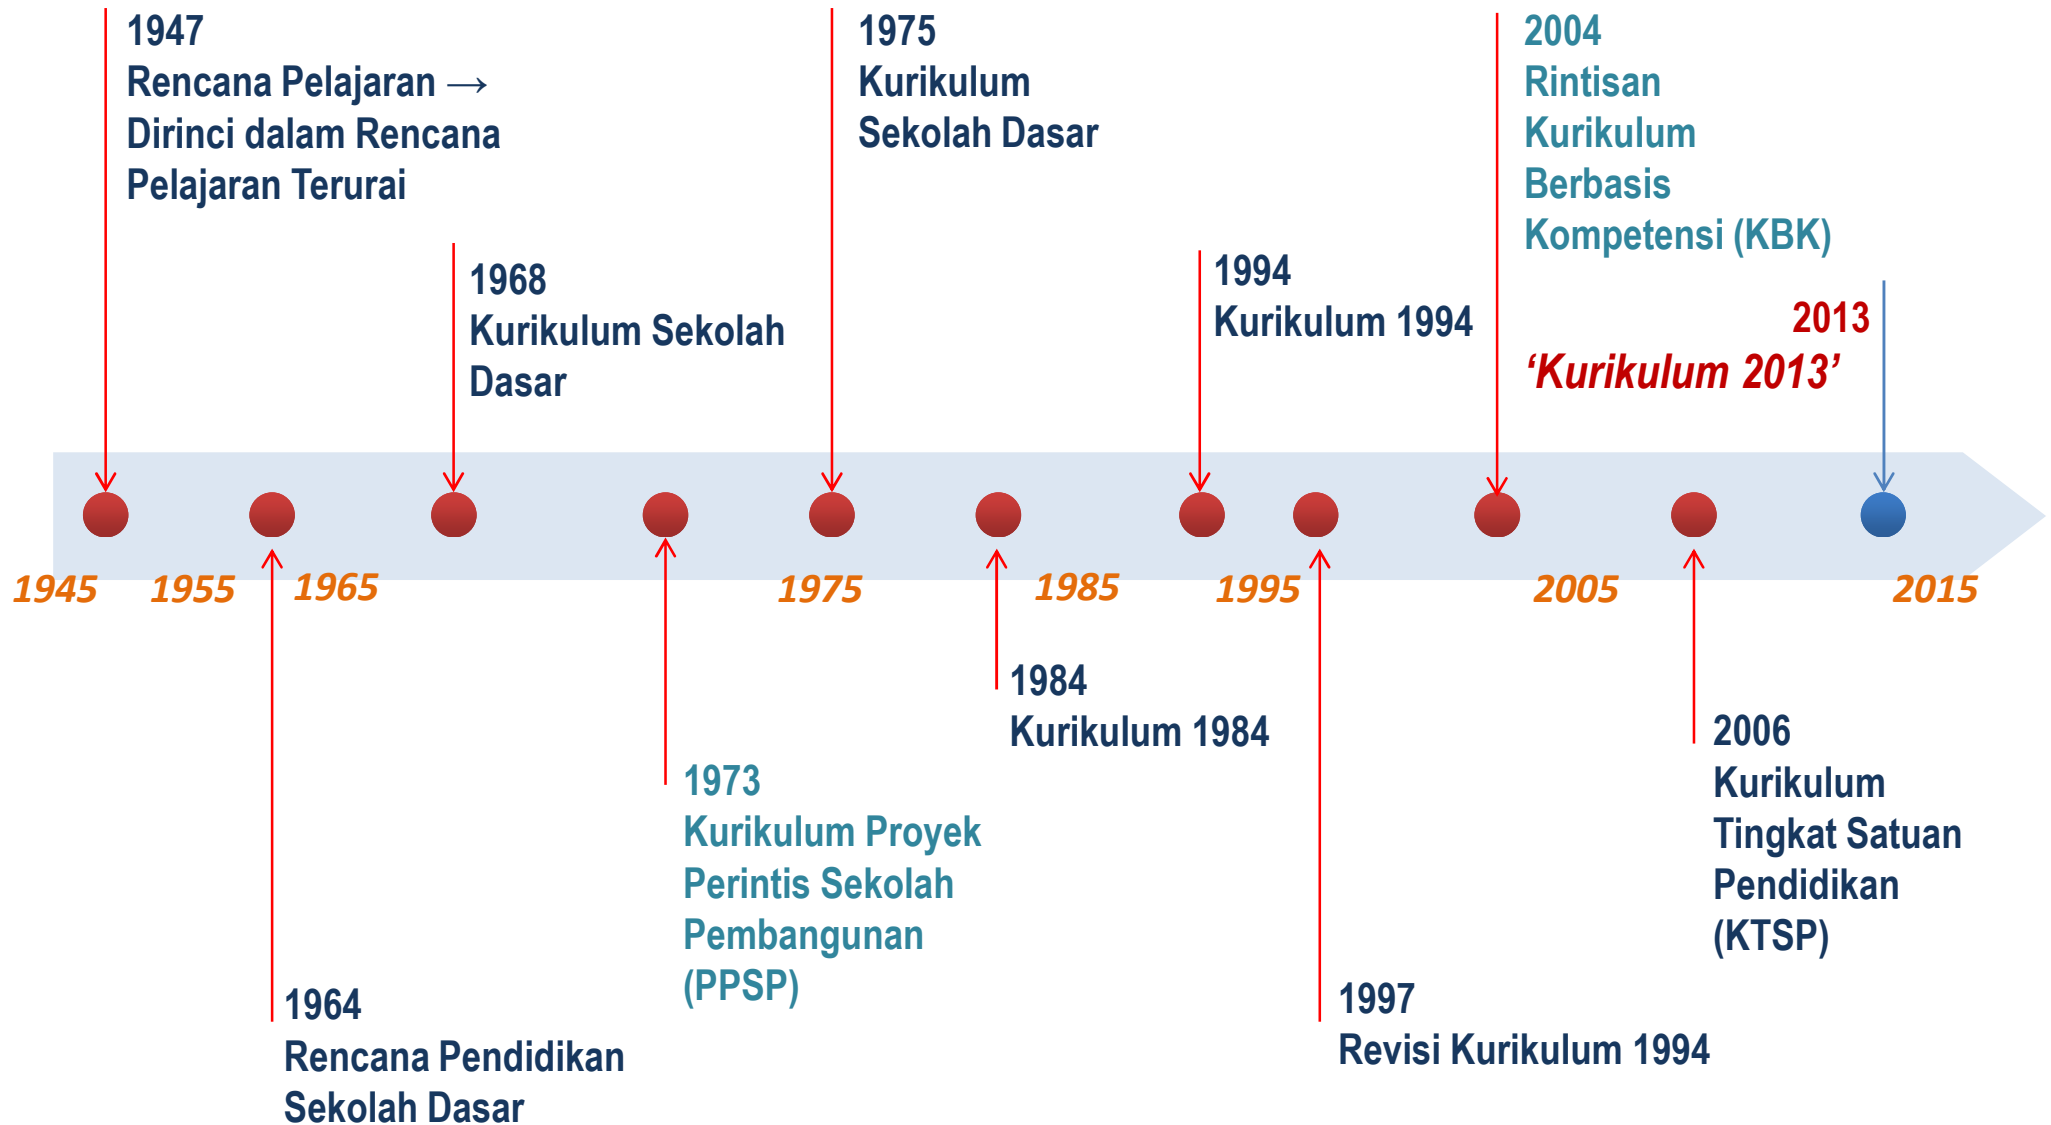 1947
Rencana Pelajaran →
Dirinci dalam Rencana
Pelajaran Terurai
1975
Kurikulum
Sekolah Dasar
2004
Rintisan
Kurikulum
Berbasis
Kompetensi (KBK)
1968
Kurikulum Sekolah
Dasar
1994
Kurikulum 1994
2013
‘Kurikulum 2013’
1945
1955
1965
1975
1985
1995
2005
2015
1984
Kurikulum 1984
1973
Kurikulum Proyek
Perintis Sekolah
Pembangunan
(PPSP)
2006
Kurikulum
Tingkat Satuan
Pendidikan
(KTSP)
1964
Rencana Pendidikan
Sekolah Dasar
1997
Revisi Kurikulum 1994